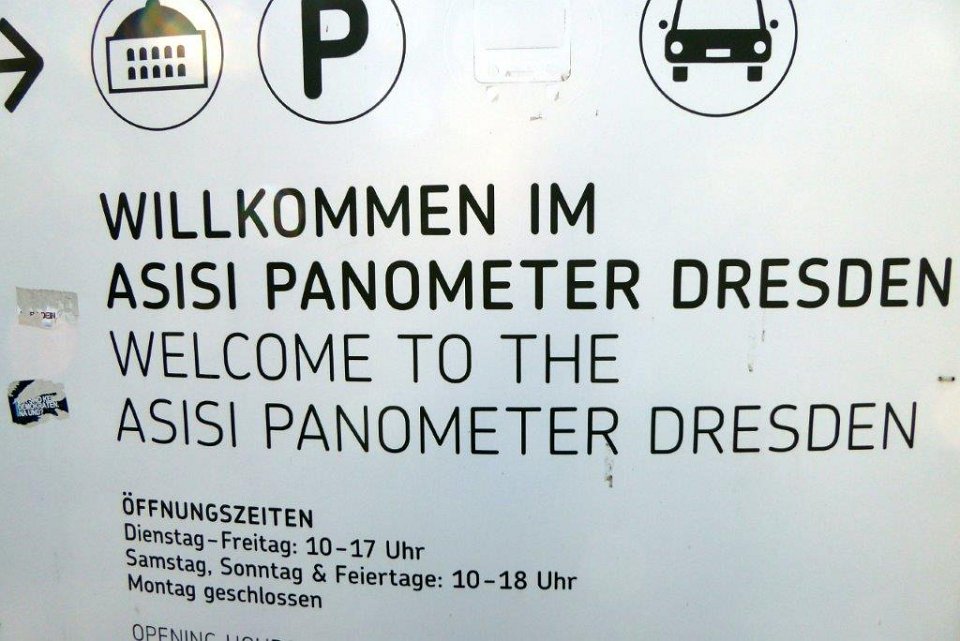 P
WILLKOMMEN IM
ASISI PANOMETER DRESDEN
WELCOME TO THE
ASISI PANOMETER DRESDEN
ÖFFNUNGSZEITEN
Dienstag–Freitag: 10–17 Uhr
Samstag, Sonntag & Feiertage: 10–18 Uhr
Montag geschlossen
OPENING